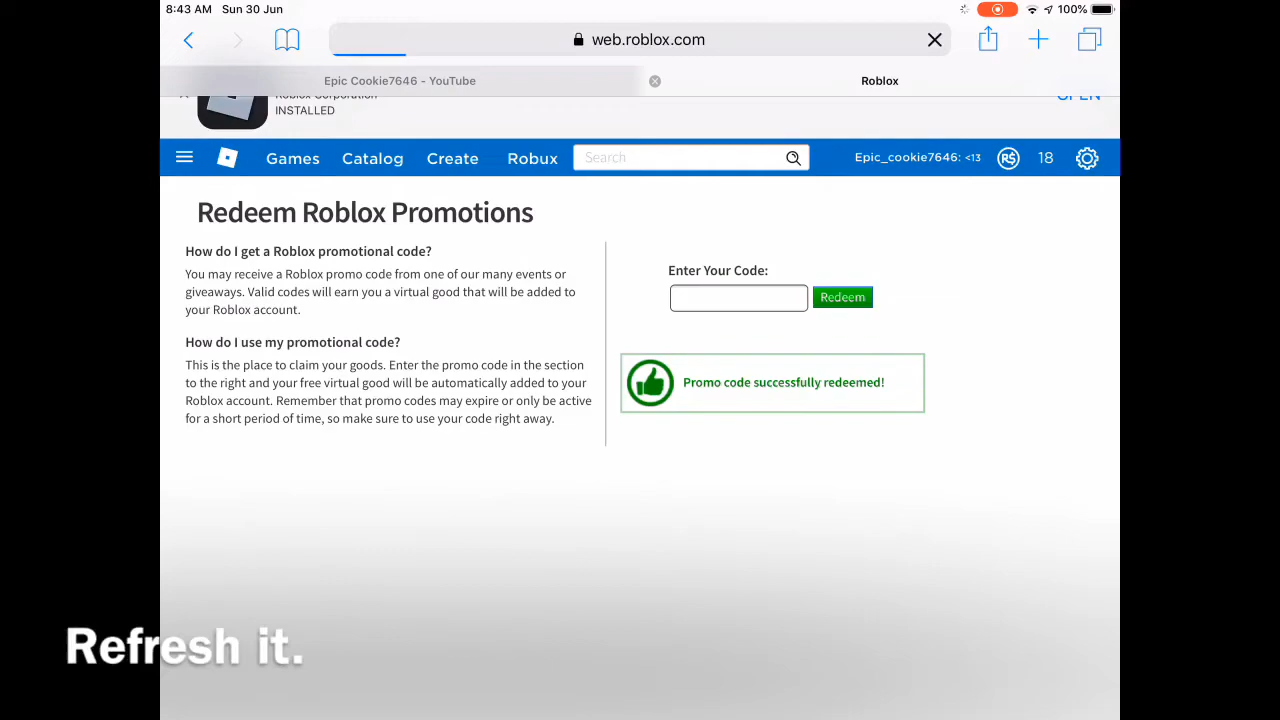 8:43 AM Sun 30 Jun 100%
web.roblox.com
Epic Cookie7646 - YouTube Roblox
Roblox Corporation OPEN
INSTALLED
Games Catalog Create Robux Search Epic_cookie7646: <13 R$ 18
Redeem Roblox Promotions
How do I get a Roblox promotional code?
You may receive a Roblox promo code from one of our many events or
giveaways. Valid codes will earn you a virtual good that will be added to
your Roblox account.
How do I use my promotional code?
This is the place to claim your goods. Enter the promo code in the section
to the right and your free virtual good will be automatically added to your
Roblox account. Remember that promo codes may expire or only be active
for a short period of time, so make sure to use your code right away.
Enter Your Code:
Redeem
Promo code successfully redeemed!
Refresh it.